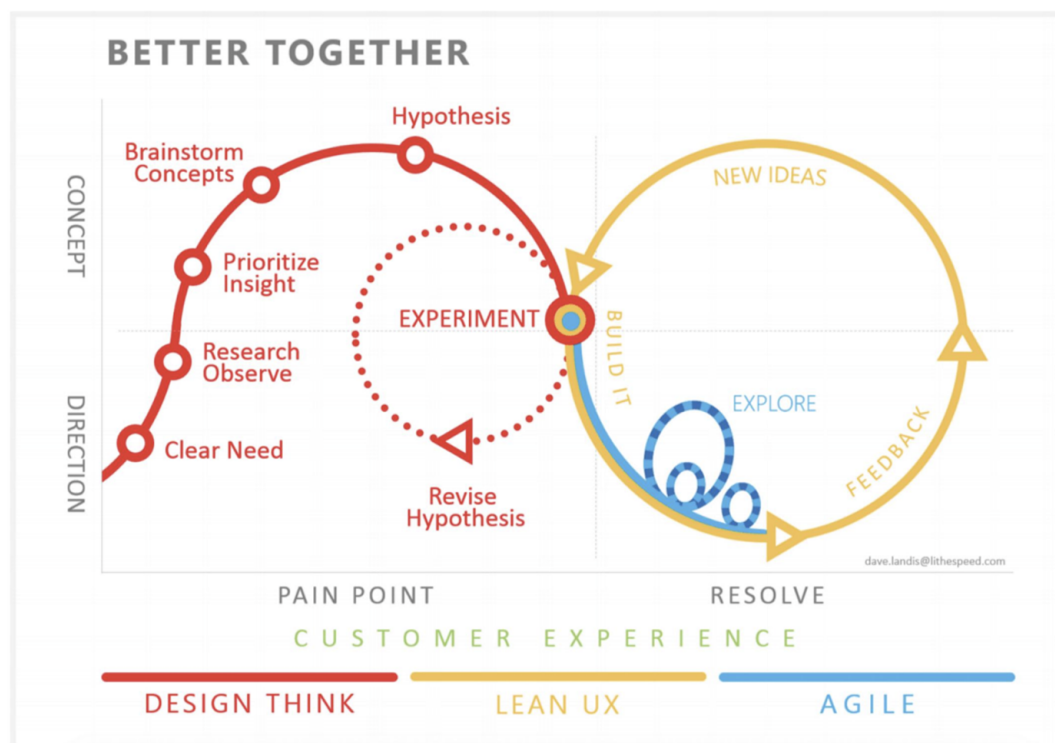 BETTER TOGETHER
Hypothesis
Brainstorm
Concepts
NEW IDEAS
CONCEPT
Prioritize
Insight
EXPERIMENT
BUILD IT
Research
Observe
DIRECTION
EXPLORE
Clear Need
FEEDBACK
Revise
Hypothesis
dave.landis@lithespeed.com
PAIN POINT
RESOLVE
CUSTOMER EXPERIENCE
DESIGN THINK
LEAN UX
AGILE